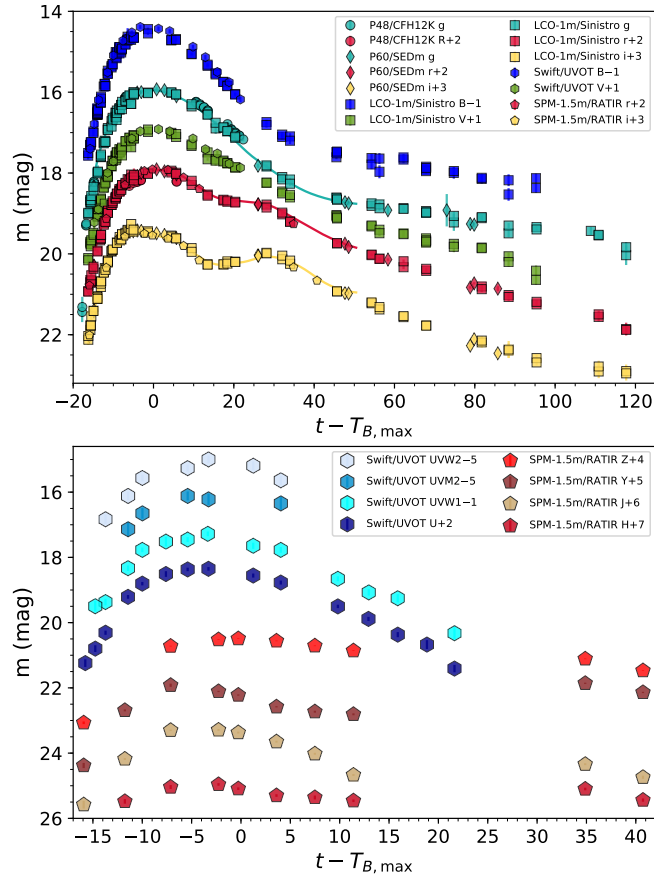 14
16
18
20
22
m (mag)
P48/CFH12K g
P48/CFH12K R+2
P60/SEDm g
P60/SEDm r+2
P60/SEDm i+3
LCO-1m/Sinistro B−1
LCO-1m/Sinistro V+1
LCO-1m/Sinistro g
LCO-1m/Sinistro r+2
LCO-1m/Sinistro i+3
Swift/UVOT B−1
Swift/UVOT V+1
SPM-1.5m/RATIR r+2
SPM-1.5m/RATIR i+3
−20 0 20 40 60 80 100 120
t − T_B,max
16
18
20
22
24
26
m (mag)
Swift/UVOT UVW2−5
Swift/UVOT UVM2−5
Swift/UVOT UVW1−1
Swift/UVOT U+2
SPM-1.5m/RATIR Z+4
SPM-1.5m/RATIR Y+5
SPM-1.5m/RATIR J+6
SPM-1.5m/RATIR H+7
−15 −10 −5 0 5 10 15 20 25 30 35 40
t − T_B,max